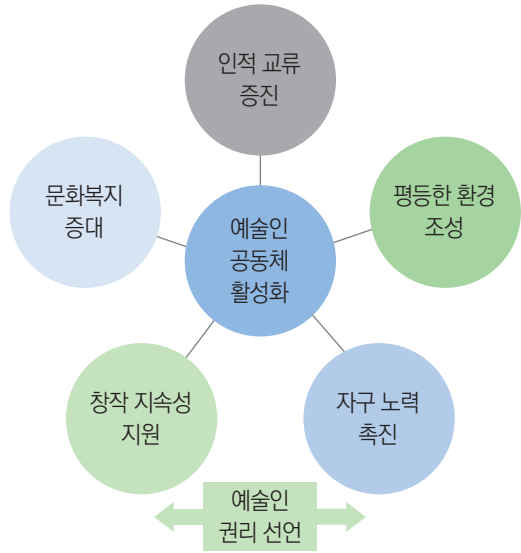 인적 교류
증진
문화복지
증대
평등한 환경
조성
예술인
공동체
활성화
창작 지속성
지원
자구 노력
촉진
예술인
권리 선언